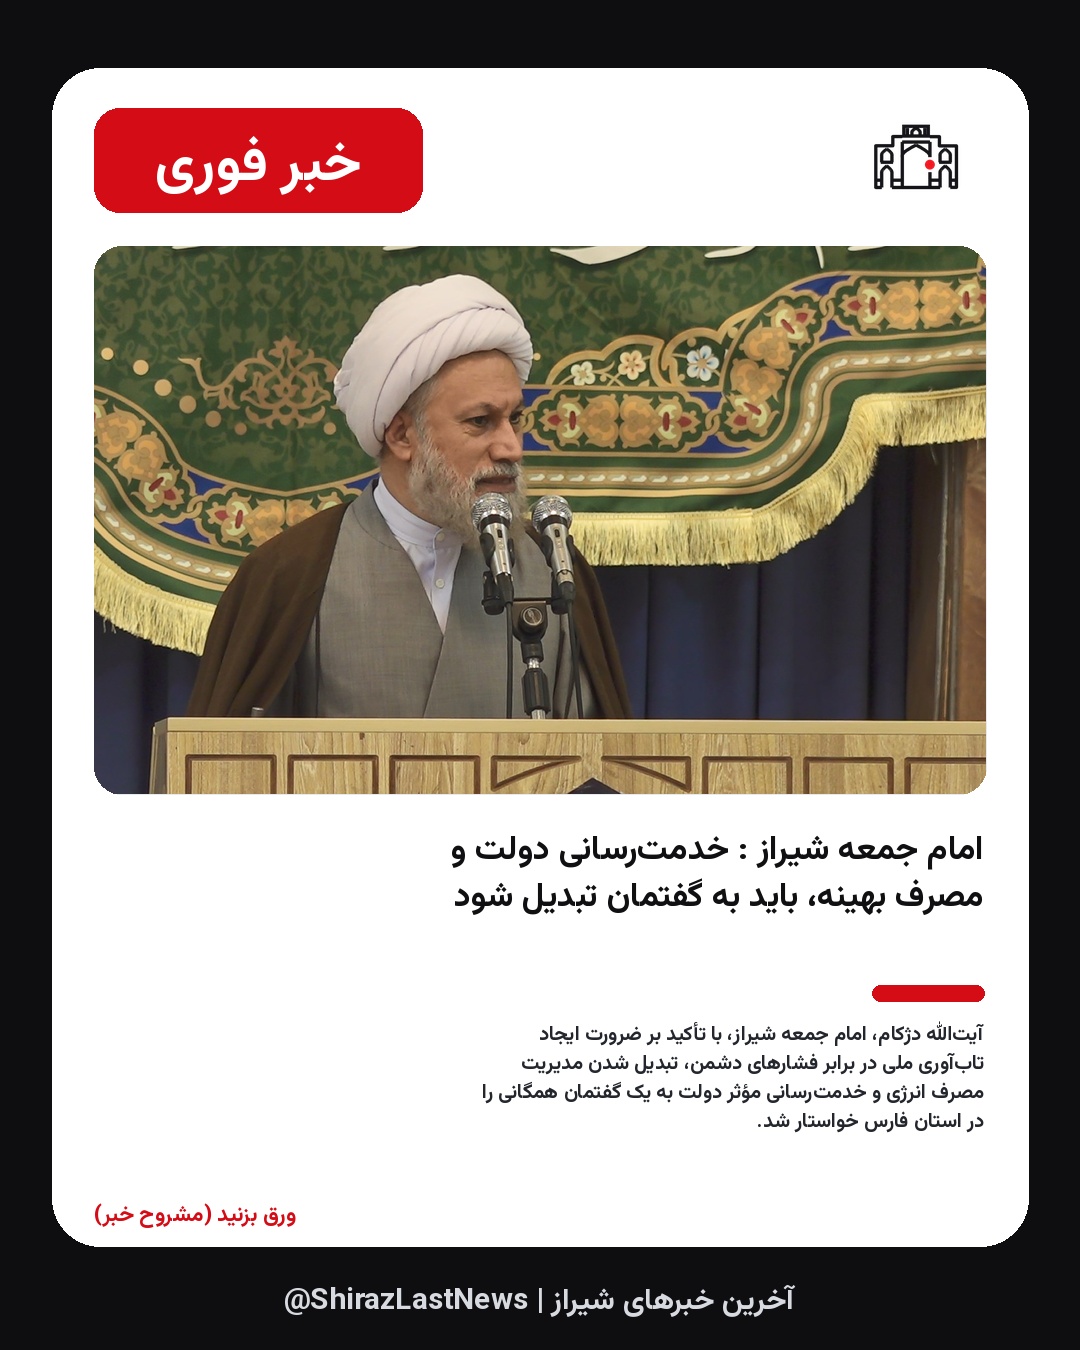 خبر فوری
امام جمعه شیراز : خدمت‌رسانی دولت و
مصرف بهینه، باید به گفتمان تبدیل شود
آیت‌الله دژکام، امام جمعه شیراز، با تأکید بر ضرورت ایجاد
تاب‌آوری ملی در برابر فشارهای دشمن، تبدیل شدن مدیریت
مصرف انرژی و خدمت‌رسانی مؤثر دولت به یک گفتمان همگانی را
در استان فارس خواستار شد.
ورق بزنید (مشروح خبر)
آخرین خبرهای شیراز | @ShirazLastNews